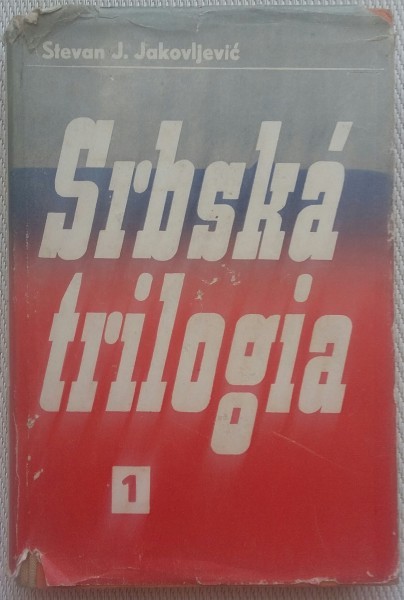 Stevan J. Jakovljević
Srbská
trilogia
1